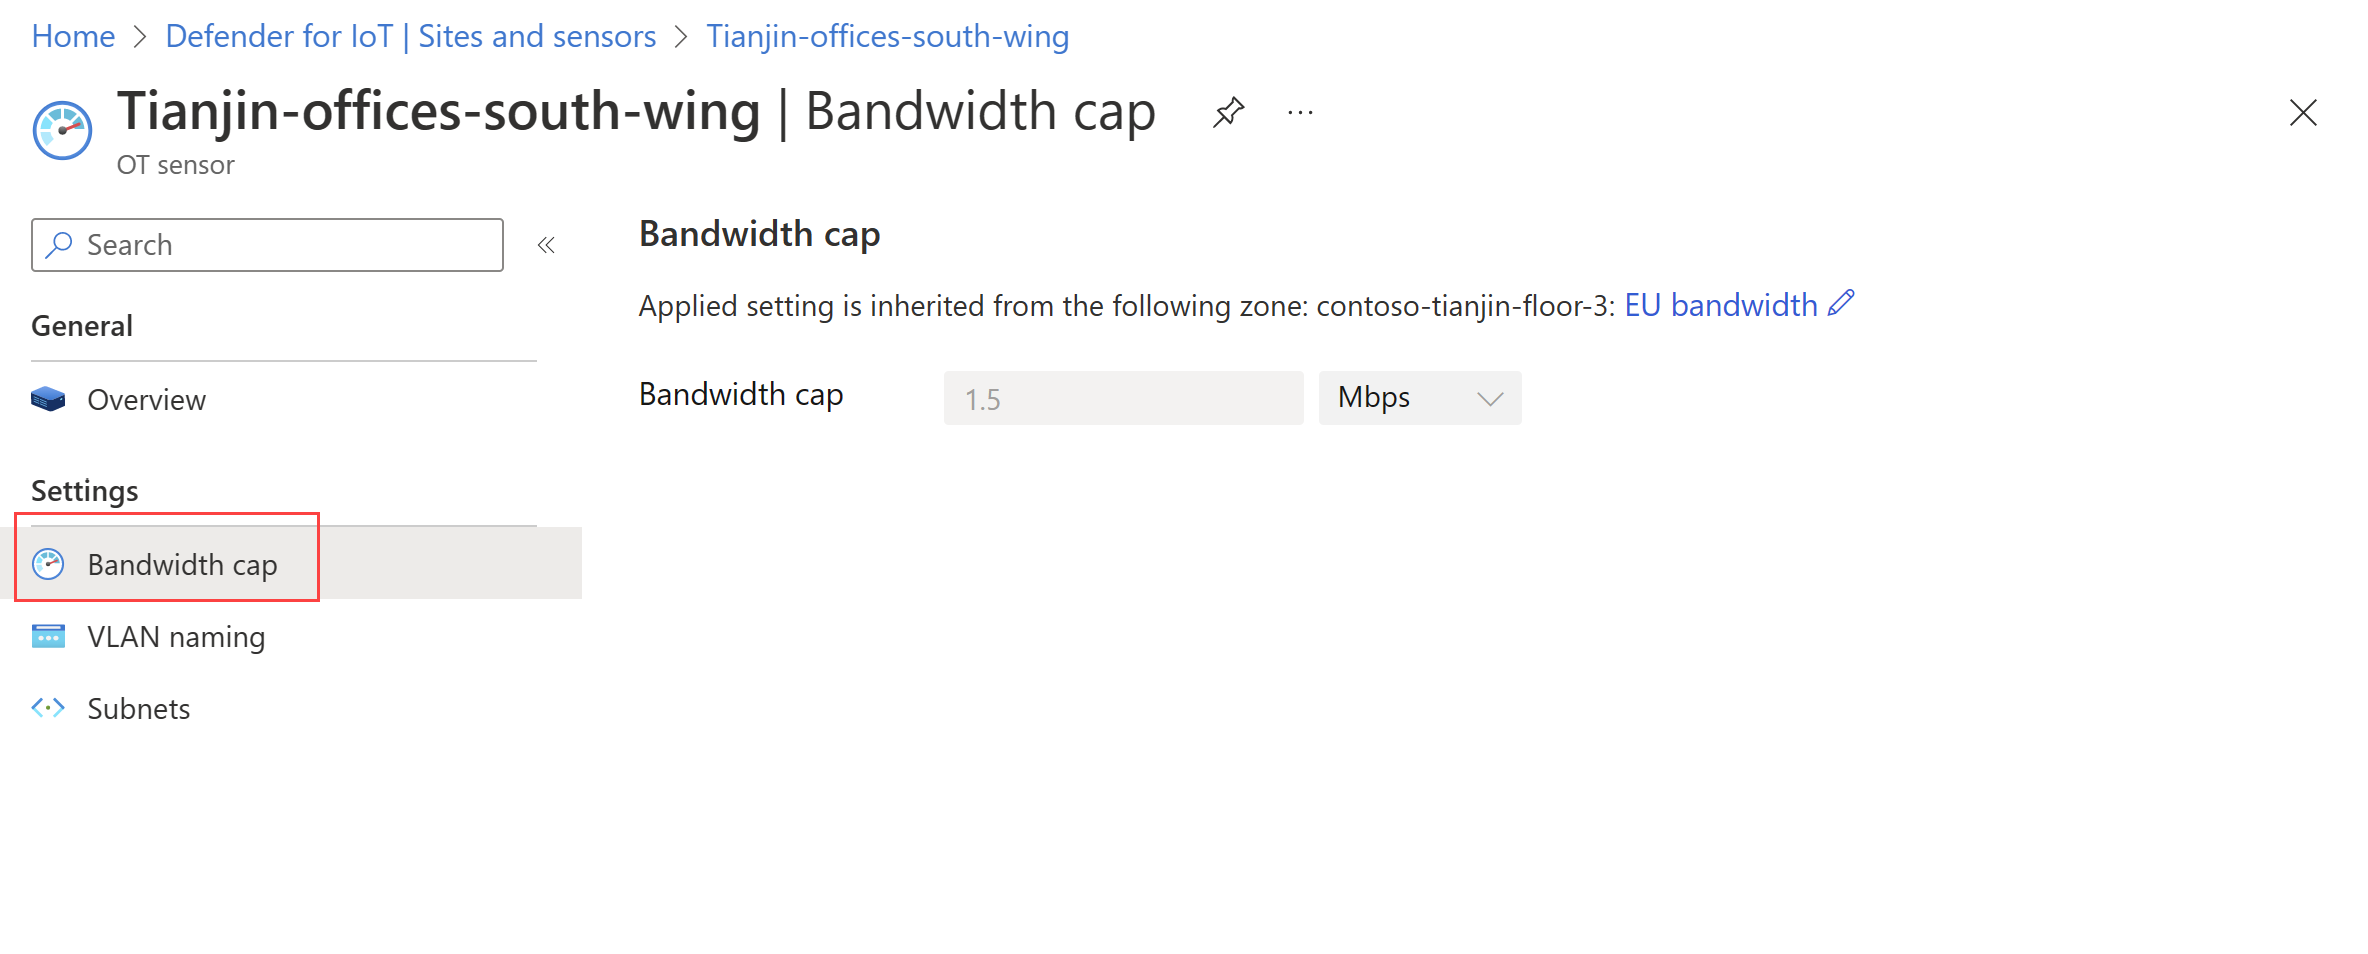 Home > Defender for IoT | Sites and sensors > Tianjin-offices-south-wing
Tianjin-offices-south-wing | Bandwidth cap
OT sensor
Search
General
Overview
Settings
Bandwidth cap
VLAN naming
Subnets
Bandwidth cap
Applied setting is inherited from the following zone: contoso-tianjin-floor-3: EU bandwidth
Bandwidth cap 1.5 Mbps